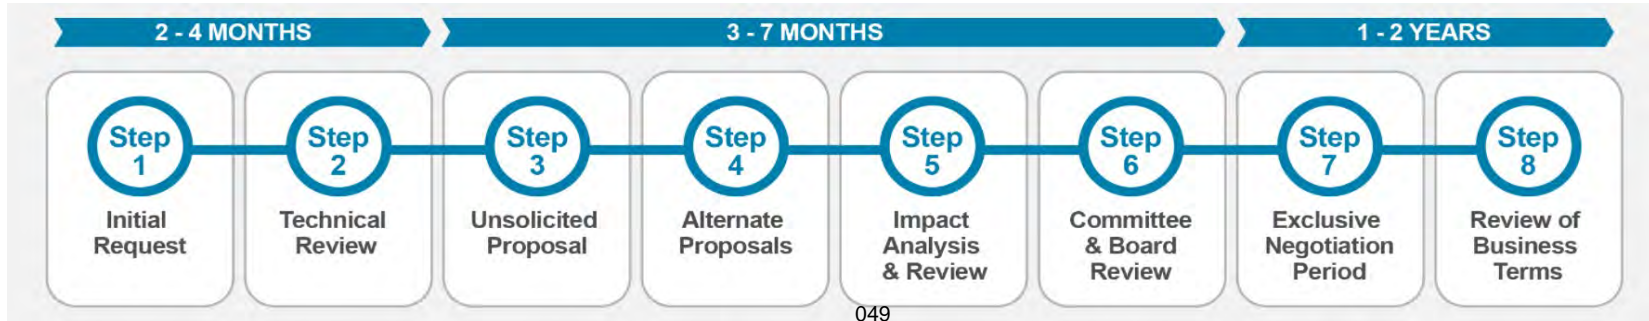 2 - 4 MONTHS
3 - 7 MONTHS
1 - 2 YEARS
Step
1
Initial
Request
Step
2
Technical
Review
Step
3
Unsolicited
Proposal
Step
4
Alternate
Proposals
Step
5
Impact
Analysis
& Review
Step
6
Committee
& Board
Review
Step
7
Exclusive
Negotiation
Period
Step
8
Review of
Business
Terms
049